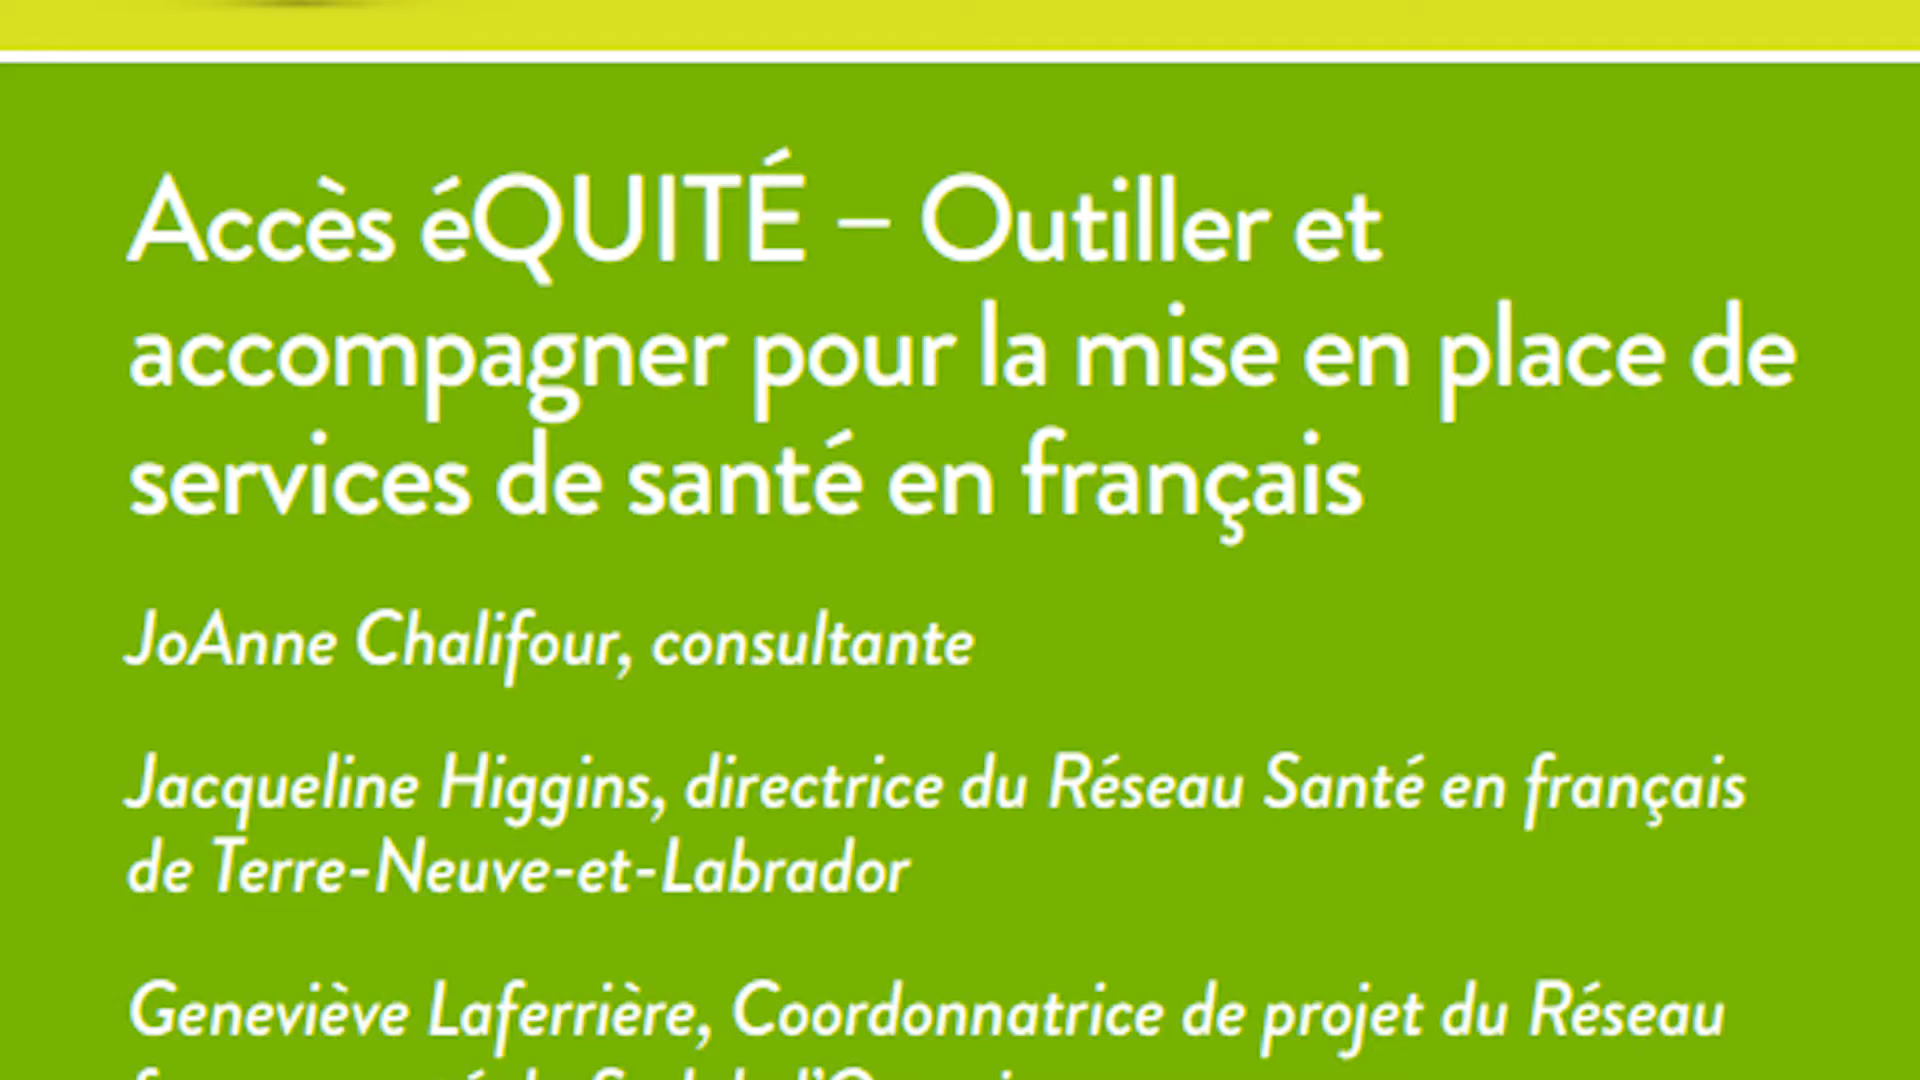 Accès éQUITÉ – Outiller et
accompagner pour la mise en place de
services de santé en français
JoAnne Chalifour, consultante
Jacqueline Higgins, directrice du Réseau Santé en français
de Terre-Neuve-et-Labrador
Geneviève Laferrière, Coordonnatrice de projet du Réseau